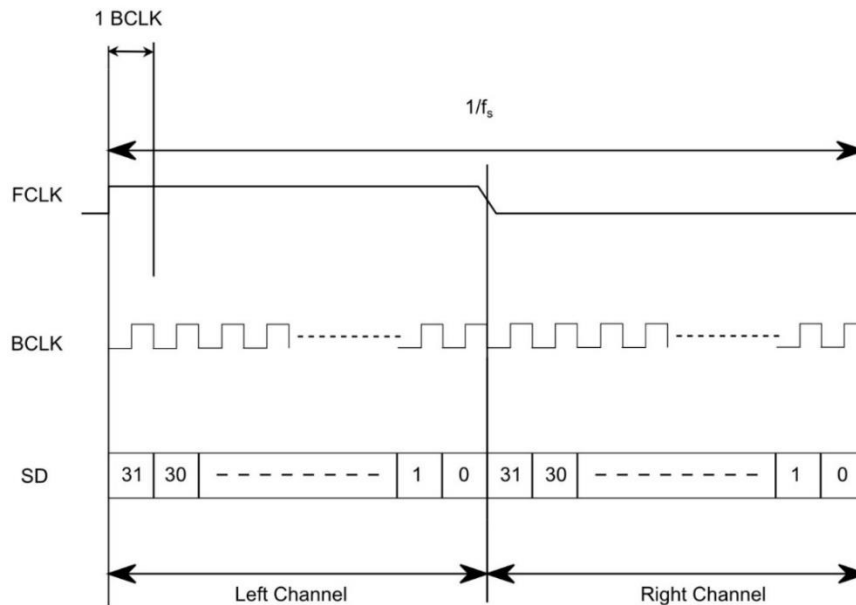 1 BCLK
1/fs
FCLK
BCLK
SD
31 30 1 0 31 30 1 0
Left Channel
Right Channel